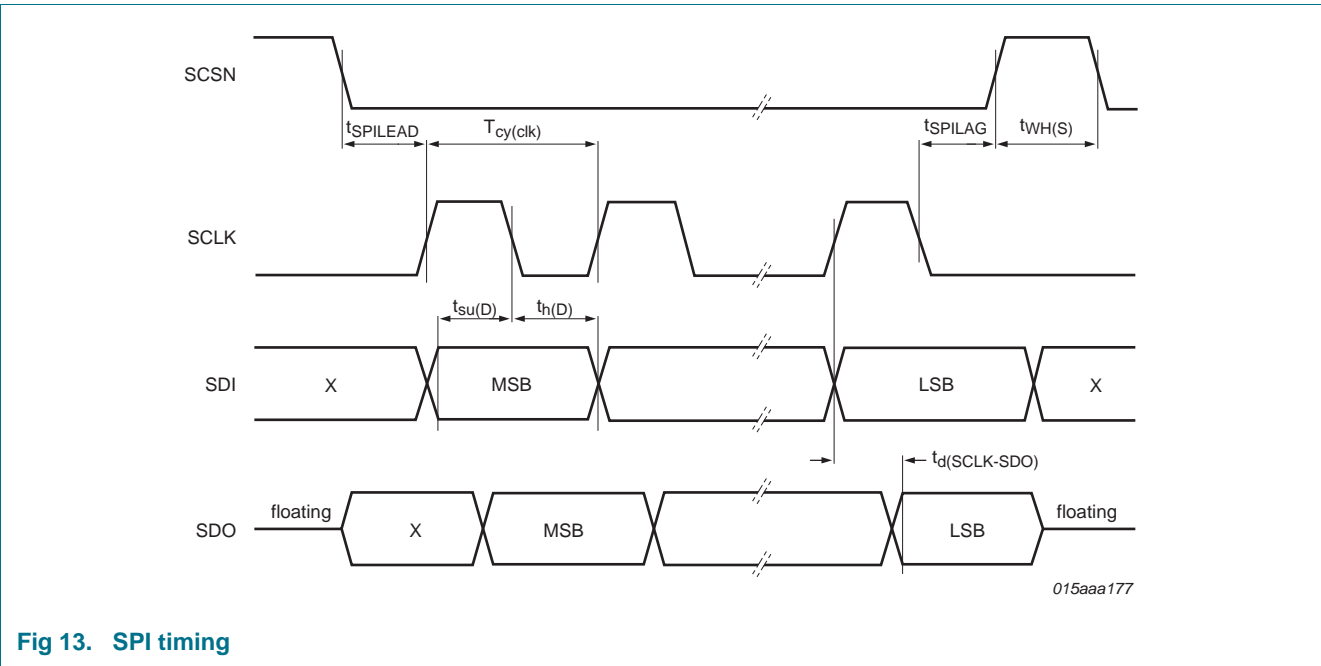 SCSN
tSPILEAD
Tcy(clk)
tSPILAG
tWH(S)
SCLK
tsu(D)
th(D)
SDI
X
MSB
LSB
X
td(SCLK-SDO)
SDO
floating
X
MSB
LSB
floating
015aaa177
Fig 13. SPI timing